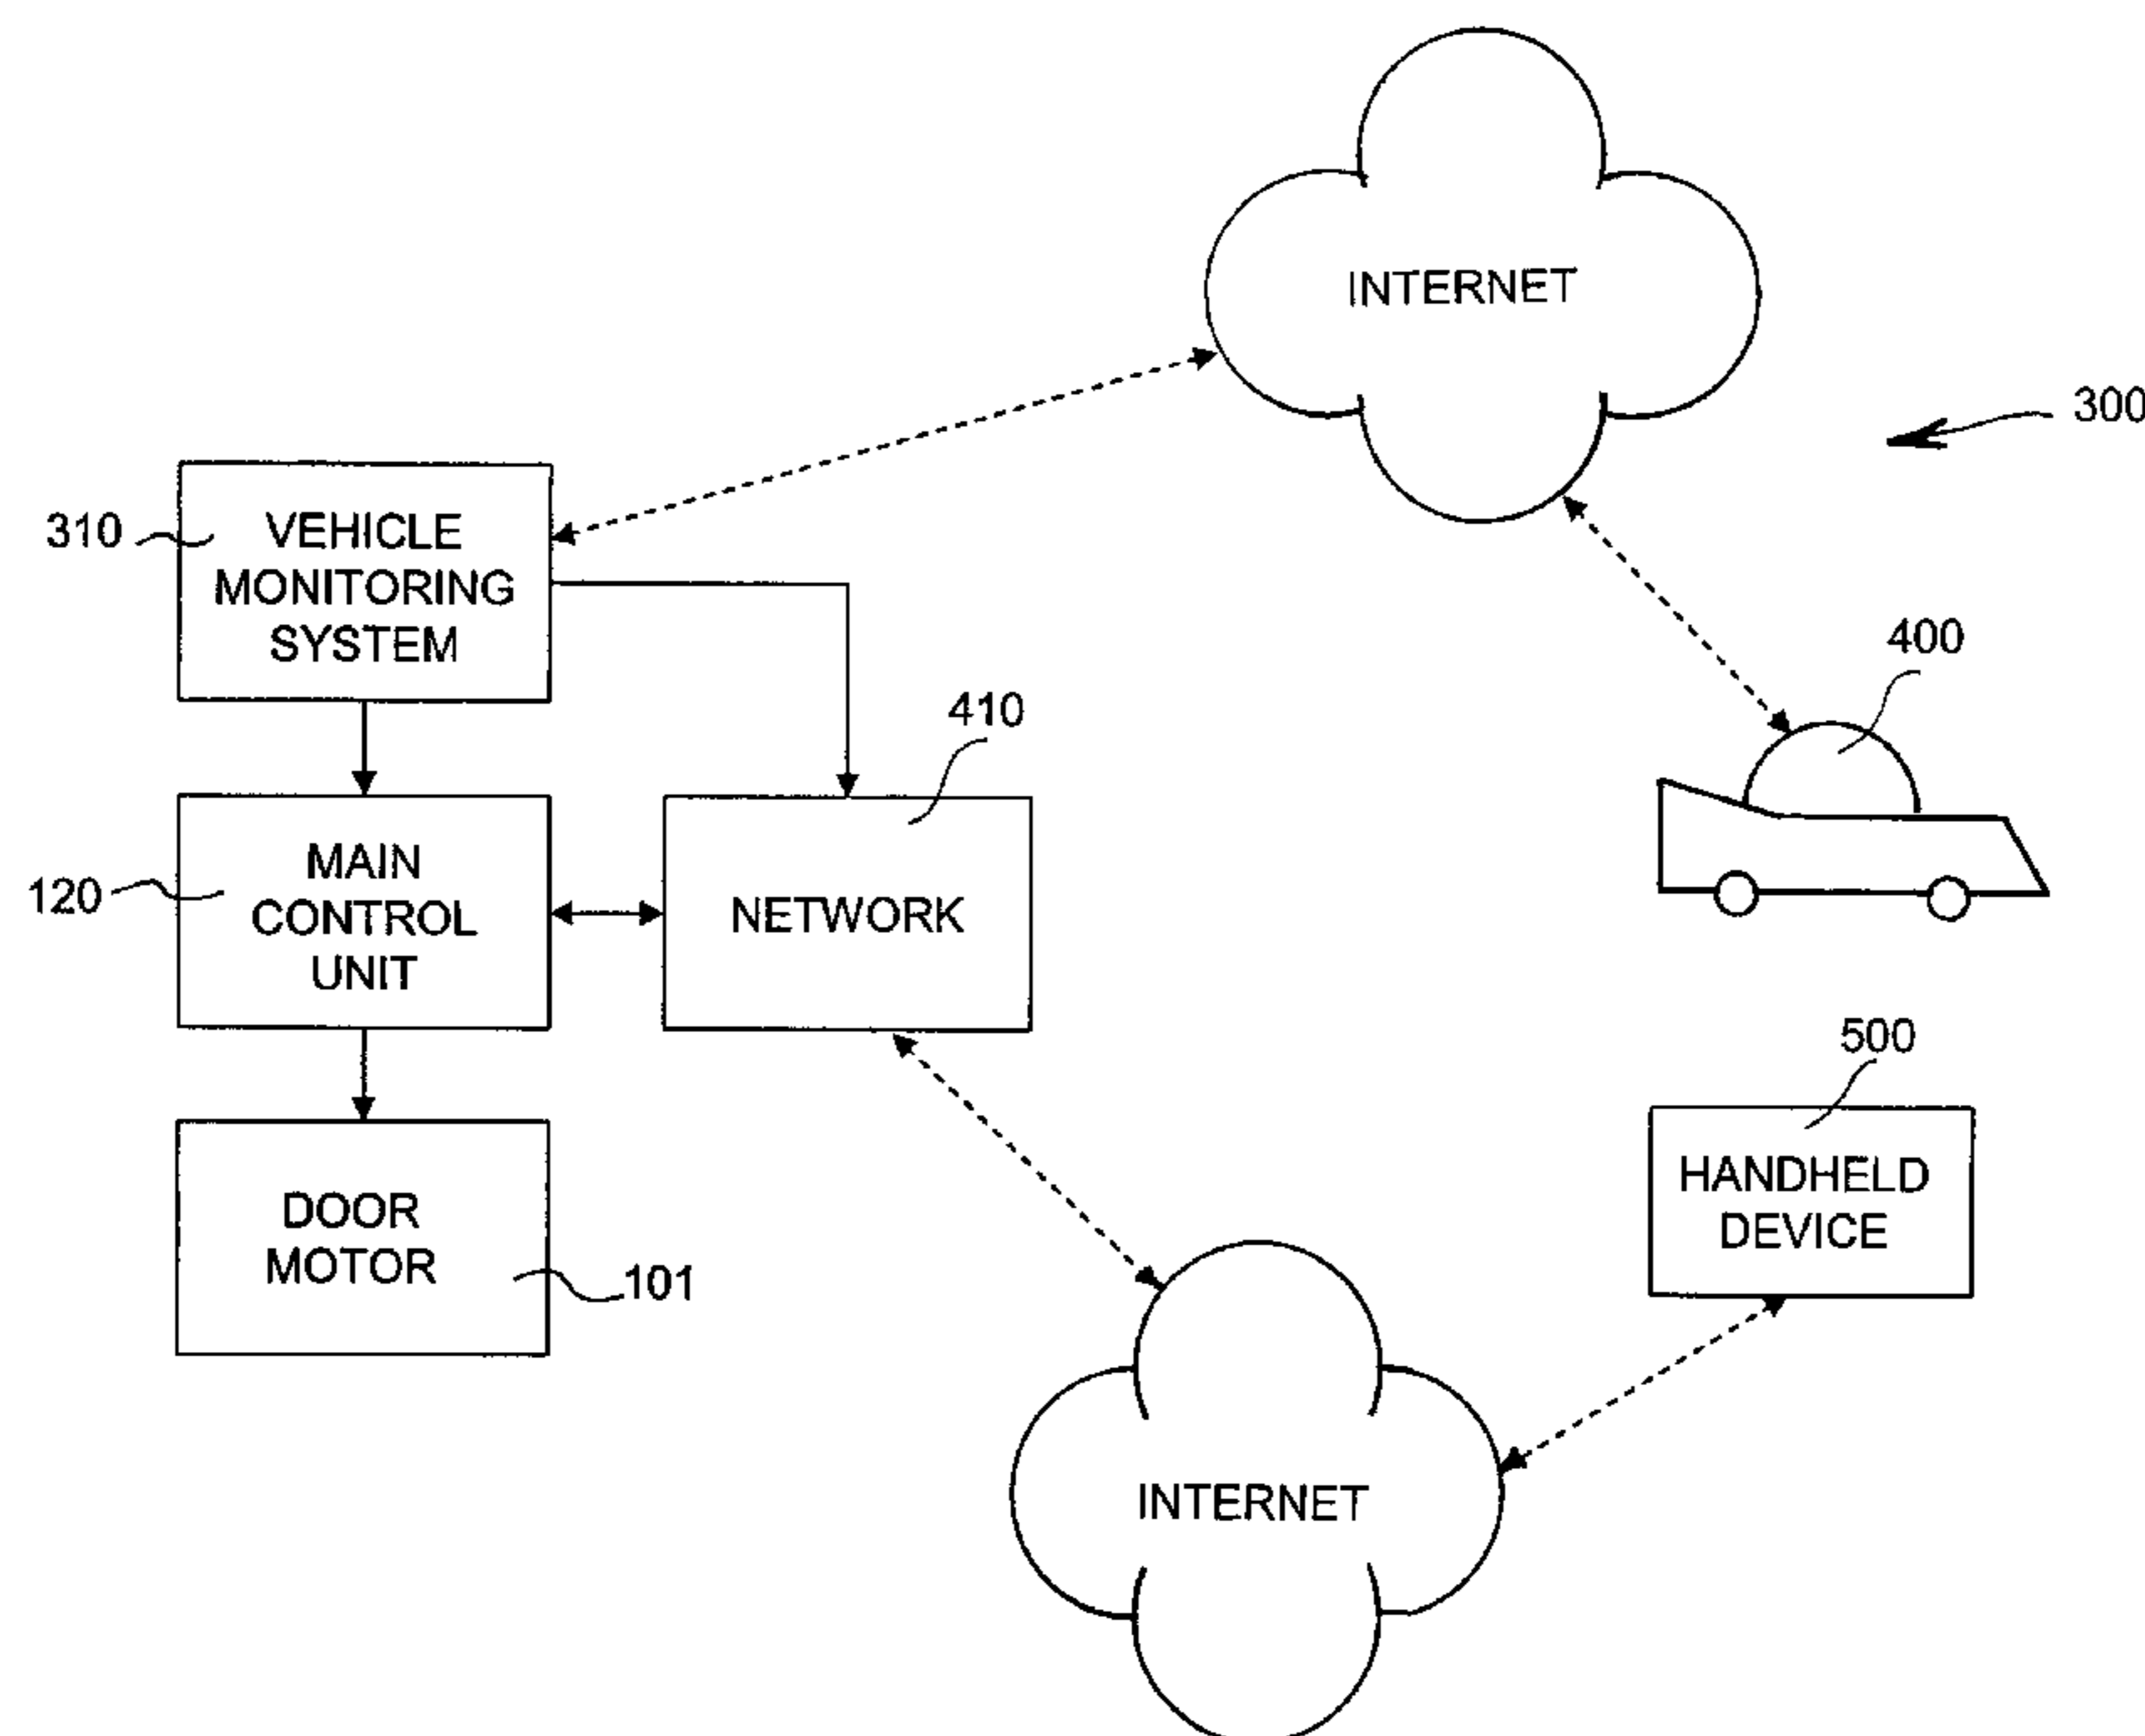 INTERNET
300
310
VEHICLE
MONITORING
SYSTEM
400
410
120
MAIN
CONTROL
UNIT
NETWORK
500
HANDHELD
DEVICE
DOOR
MOTOR
101
INTERNET